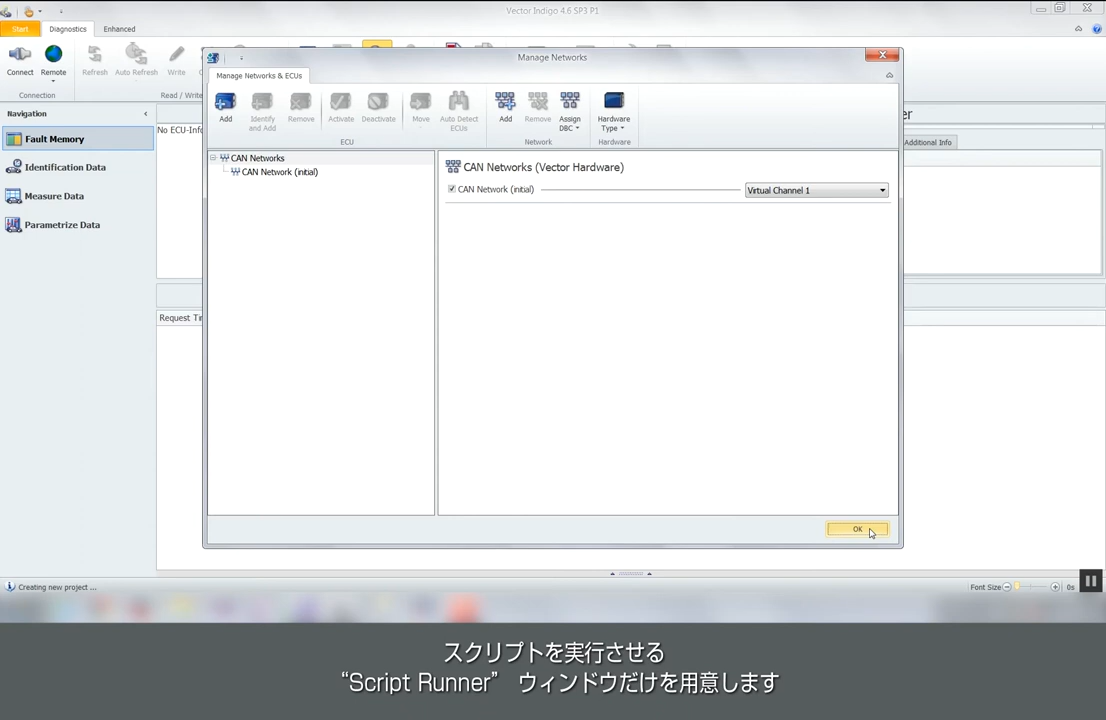 Vector Indigo 4.6 SP3 P1
Start
Diagnostics
Enhanced
Connect
Remote
Refresh
Auto Refresh
Write
Connection
Read / Write
Navigation
Fault Memory
Identification Data
Measure Data
Parametrize Data
No ECU-Info
Request Ti
Additional Info
Manage Networks
Manage Networks & ECUs
Add
Identify and Add
Remove
Activate
Deactivate
Move
Auto Detect ECUs
ECU
Add
Remove
Assign DBC
Network
Hardware Type
Hardware
CAN Networks
CAN Network (initial)
CAN Networks (Vector Hardware)
CAN Network (initial)
Virtual Channel 1
OK
Creating new project ...
Font Size
0s
スクリプトを実行させる
“Script Runner” ウィンドウだけを用意します